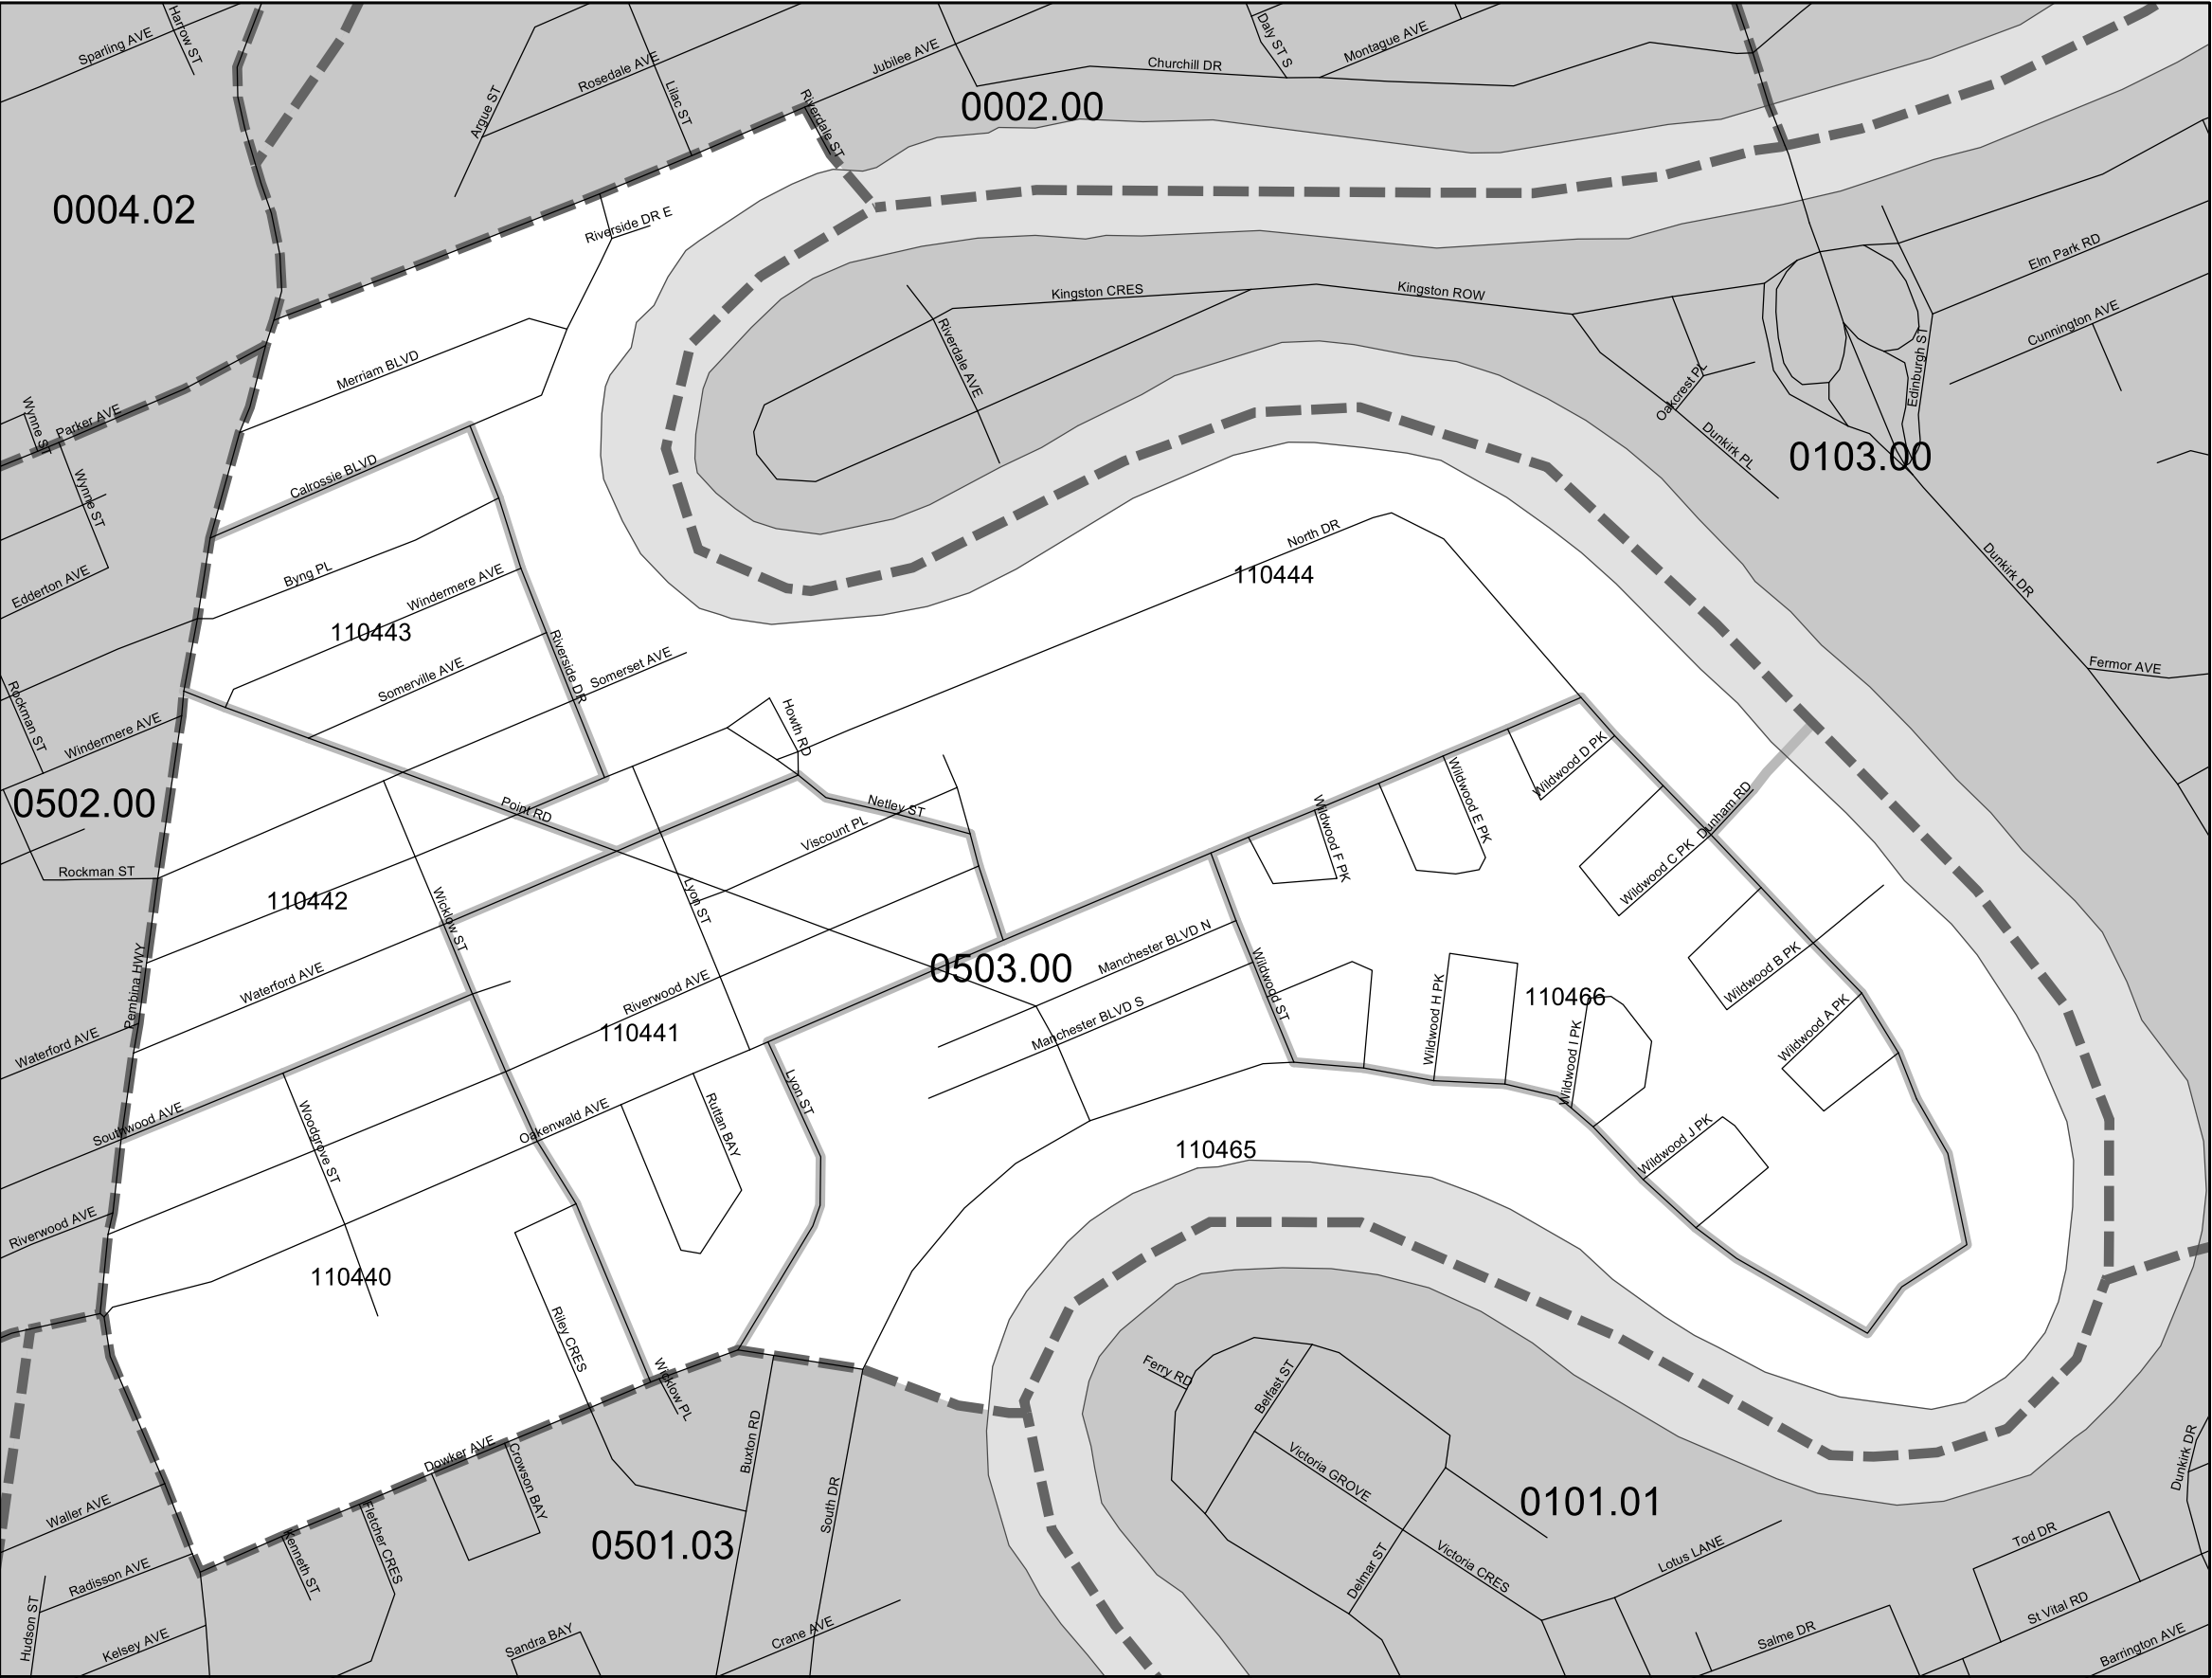 Sparling AVE
Harrow ST
Argue ST
Rosedale AVE
Lilac ST
Jubilee AVE
Riverdale ST
0002.00
Churchill DR
Daly ST S
Montague AVE
0004.02
Riverside DR E
Kingston CRES
Kingston ROW
Riverdale AVE
Elm Park RD
Cunnington AVE
Edinburgh ST
Oakcrest PL
Dunkirk PL
0103.00
Dunkirk DR
Fermor AVE
Merriam BLVD
Parker AVE
Wynne ST
Wynne ST
Calrossie BLVD
Edderton AVE
Byng PL
Windermere AVE
110443
Somerville AVE
Riverside DR
Somerset AVE
North DR
110444
Howth RD
Rockman ST
Windermere AVE
0502.00
Rockman ST
Point RD
Netley ST
Viscount PL
Lyon ST
110442
Wicklow ST
Waterford AVE
Pembina HWY
Waterford AVE
Riverwood AVE
110441
0503.00
Manchester BLVD N
Manchester BLVD S
Wildwood ST
Wildwood F PK
Wildwood E PK
Wildwood D PK
Dunham RD
Wildwood C PK
Wildwood B PK
Wildwood A PK
Wildwood H PK
110466
Wildwood I PK
Wildwood J PK
110465
Southwood AVE
Woodgrove ST
Oakenwald AVE
Ruttan BAY
Lyon ST
Riverwood AVE
110440
Riley CRES
Wicklow PL
Dowker AVE
Crowson BAY
Fletcher CRES
Kenneth ST
Waller AVE
Radisson AVE
Hudson ST
Kelsey AVE
Buxton RD
South DR
0501.03
Sandra BAY
Crane AVE
Ferry RD
Belfast ST
Victoria GROVE
0101.01
Delmar ST
Victoria CRES
Lotus LANE
Salme DR
Tod DR
St Vital RD
Barrington AVE
Dunkirk DR